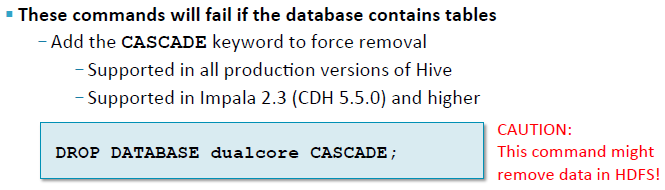 ▪ These commands will fail if the database contains tables
– Add the CASCADE keyword to force removal
– Supported in all production versions of Hive
– Supported in Impala 2.3 (CDH 5.5.0) and higher
DROP DATABASE dualcore CASCADE;
CAUTION:
This command might
remove data in HDFS!